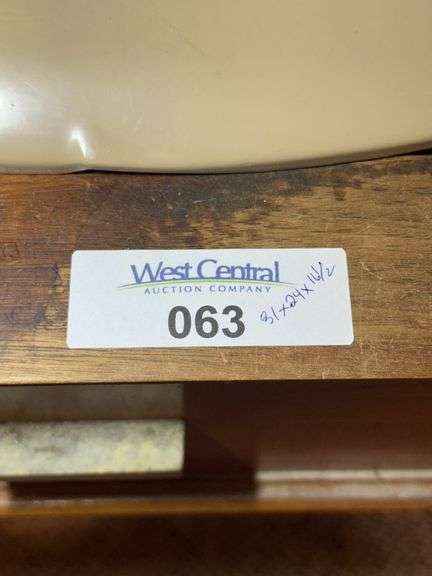 West Central
AUCTION COMPANY
063
31x24x16½